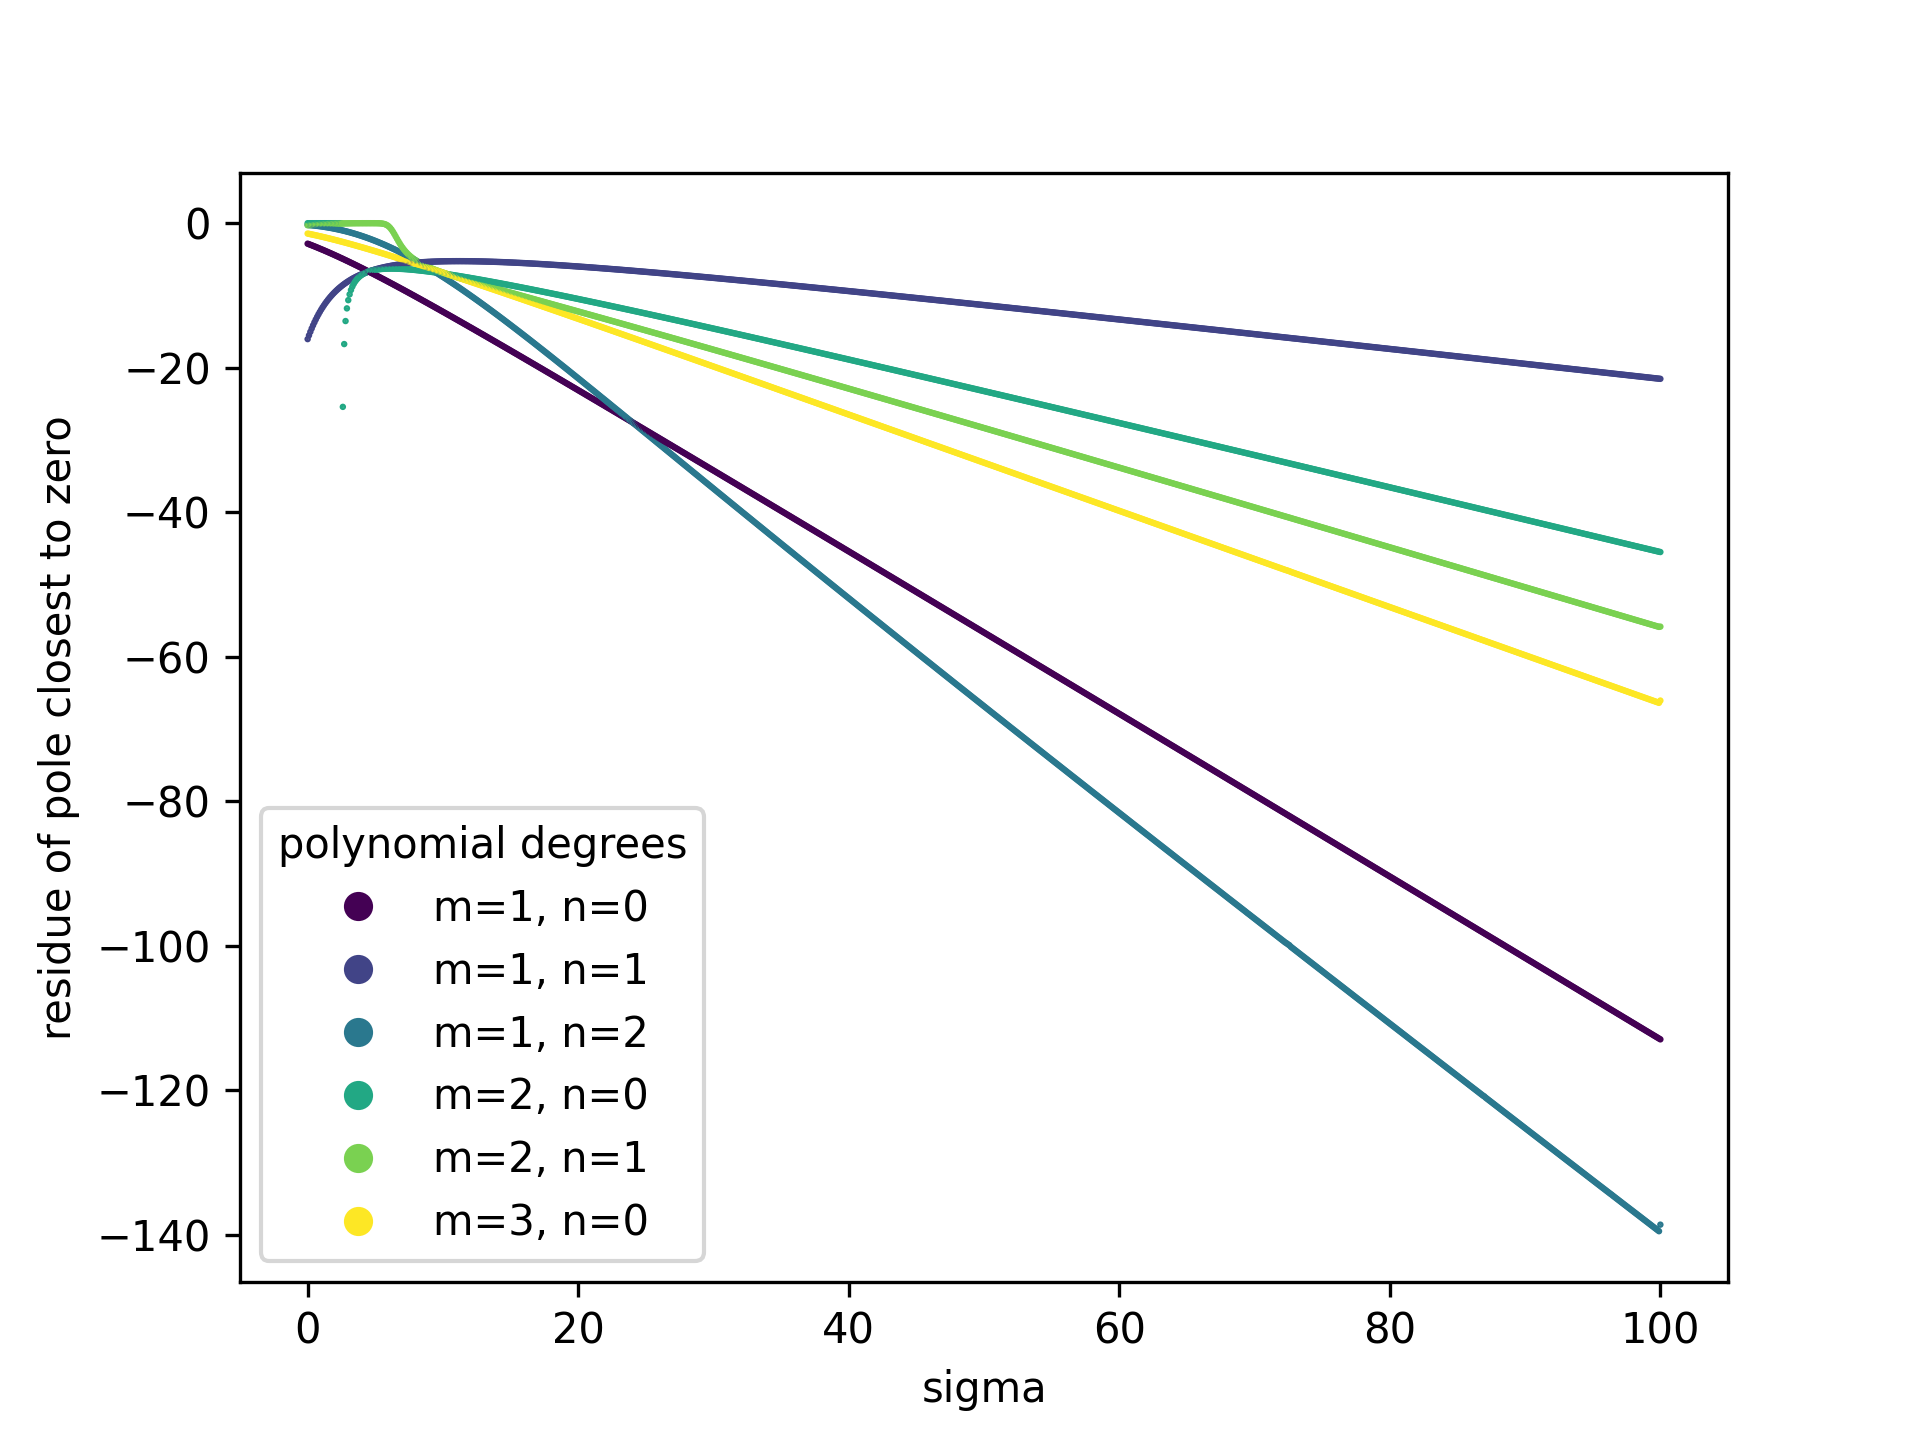 0
−20
−40
−60
−80
−100
−120
−140
residue of pole closest to zero
polynomial degrees
m=1, n=0
m=1, n=1
m=1, n=2
m=2, n=0
m=2, n=1
m=3, n=0
0 20 40 60 80 100
sigma